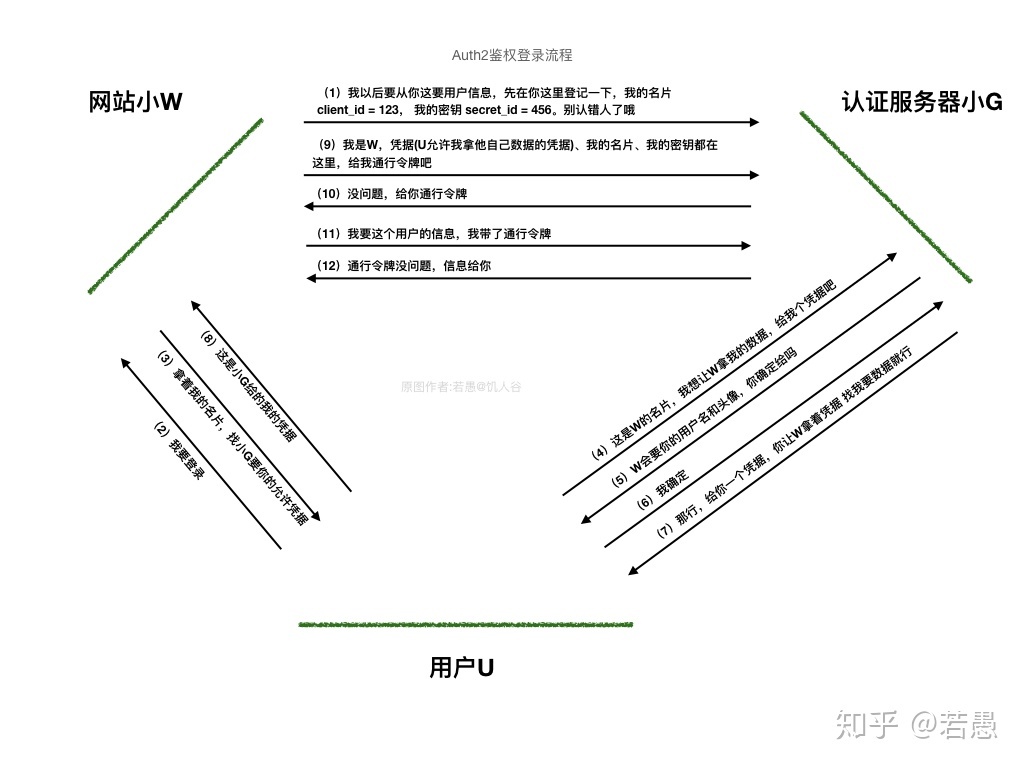 Auth2鉴权登录流程
网站小W
认证服务器小G
（1）我以后要从你这要用户信息，先在你这里登记一下，我的名片
client_id = 123， 我的密钥 secret_id = 456。别认错人了哦
（9）我是W，凭据(U允许我拿他自己数据的凭据)、我的名片、我的密钥都在
这里，给我通行令牌吧
（10）没问题，给你通行令牌
（11）我要这个用户的信息，我带了通行令牌
（12）通行令牌没问题，信息给你
（8）这是小G给的我的凭据
（3）拿着我的名片，找小G要你的允许凭据
（2）我要登录
原图作者:若愚@饥人谷
（4）这是W的名片，我想让W拿我的数据，给我个凭据吧
（5）W会要你的用户名和头像，你确定给吗
（6）我确定
（7）那行，给你一个凭据，你让W拿着凭据 找我要数据就行
用户U
知乎 @若愚